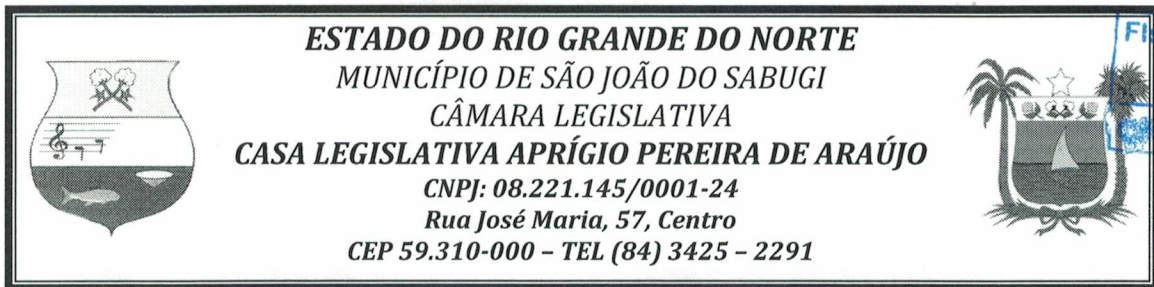 ESTADO DO RIO GRANDE DO NORTE
MUNICÍPIO DE SÃO JOÃO DO SABUGI
CÂMARA LEGISLATIVA
CASA LEGISLATIVA APRÍGIO PEREIRA DE ARAÚJO
CNPJ: 08.221.145/0001-24
Rua José Maria, 57, Centro
CEP 59.310-000 – TEL (84) 3425 – 2291